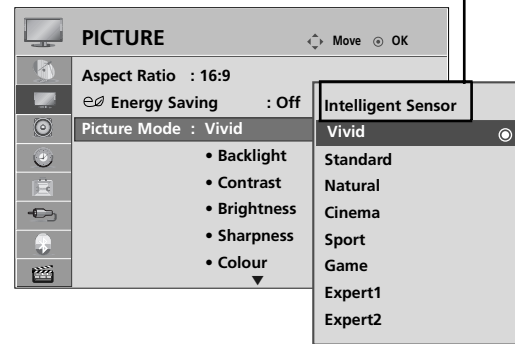 PICTURE
Move OK
Aspect Ratio : 16:9
Energy Saving : Off
Picture Mode : Vivid
• Backlight
• Contrast
• Brightness
• Sharpness
• Colour
Intelligent Sensor
Vivid
Standard
Natural
Cinema
Sport
Game
Expert1
Expert2